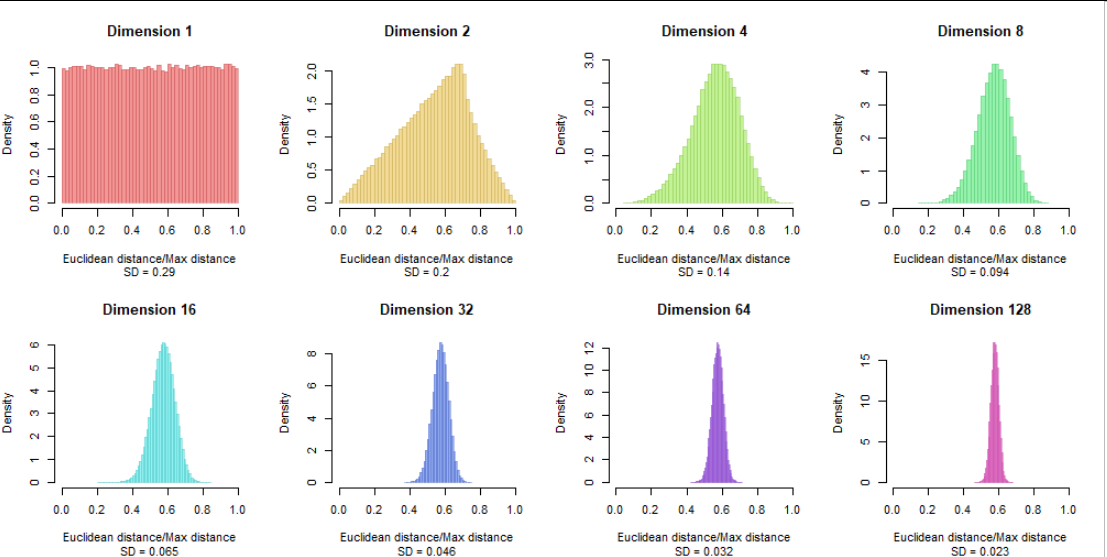 Dimension 1
Density
0.0 0.2 0.4 0.6 0.8 1.0
0.0 0.2 0.4 0.6 0.8 1.0
Euclidean distance/Max distance
SD = 0.29
Dimension 2
Density
0.0 0.5 1.0 1.5 2.0
0.0 0.2 0.4 0.6 0.8 1.0
Euclidean distance/Max distance
SD = 0.2
Dimension 4
Density
0.0 1.0 2.0 3.0
0.0 0.2 0.4 0.6 0.8 1.0
Euclidean distance/Max distance
SD = 0.14
Dimension 8
Density
0 1 2 3 4
0.0 0.2 0.4 0.6 0.8 1.0
Euclidean distance/Max distance
SD = 0.094
Dimension 16
Density
0 1 2 3 4 5 6
0.0 0.2 0.4 0.6 0.8 1.0
Euclidean distance/Max distance
SD = 0.065
Dimension 32
Density
0 2 4 6 8
0.0 0.2 0.4 0.6 0.8 1.0
Euclidean distance/Max distance
SD = 0.046
Dimension 64
Density
0 2 4 6 8 10 12
0.0 0.2 0.4 0.6 0.8 1.0
Euclidean distance/Max distance
SD = 0.032
Dimension 128
Density
0 5 10 15
0.0 0.2 0.4 0.6 0.8 1.0
Euclidean distance/Max distance
SD = 0.023